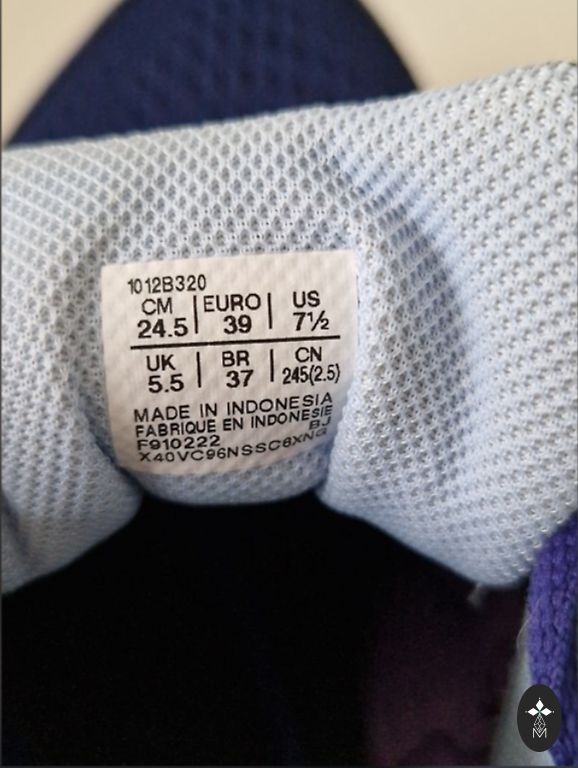 1012B320
CM EURO US
24.5 39 7½
UK BR CN
5.5 37 245(2.5)
MADE IN INDONESIA
FABRIQUE EN INDONESIE
F910222 BJ
X40VC96NSSC6XNG
M